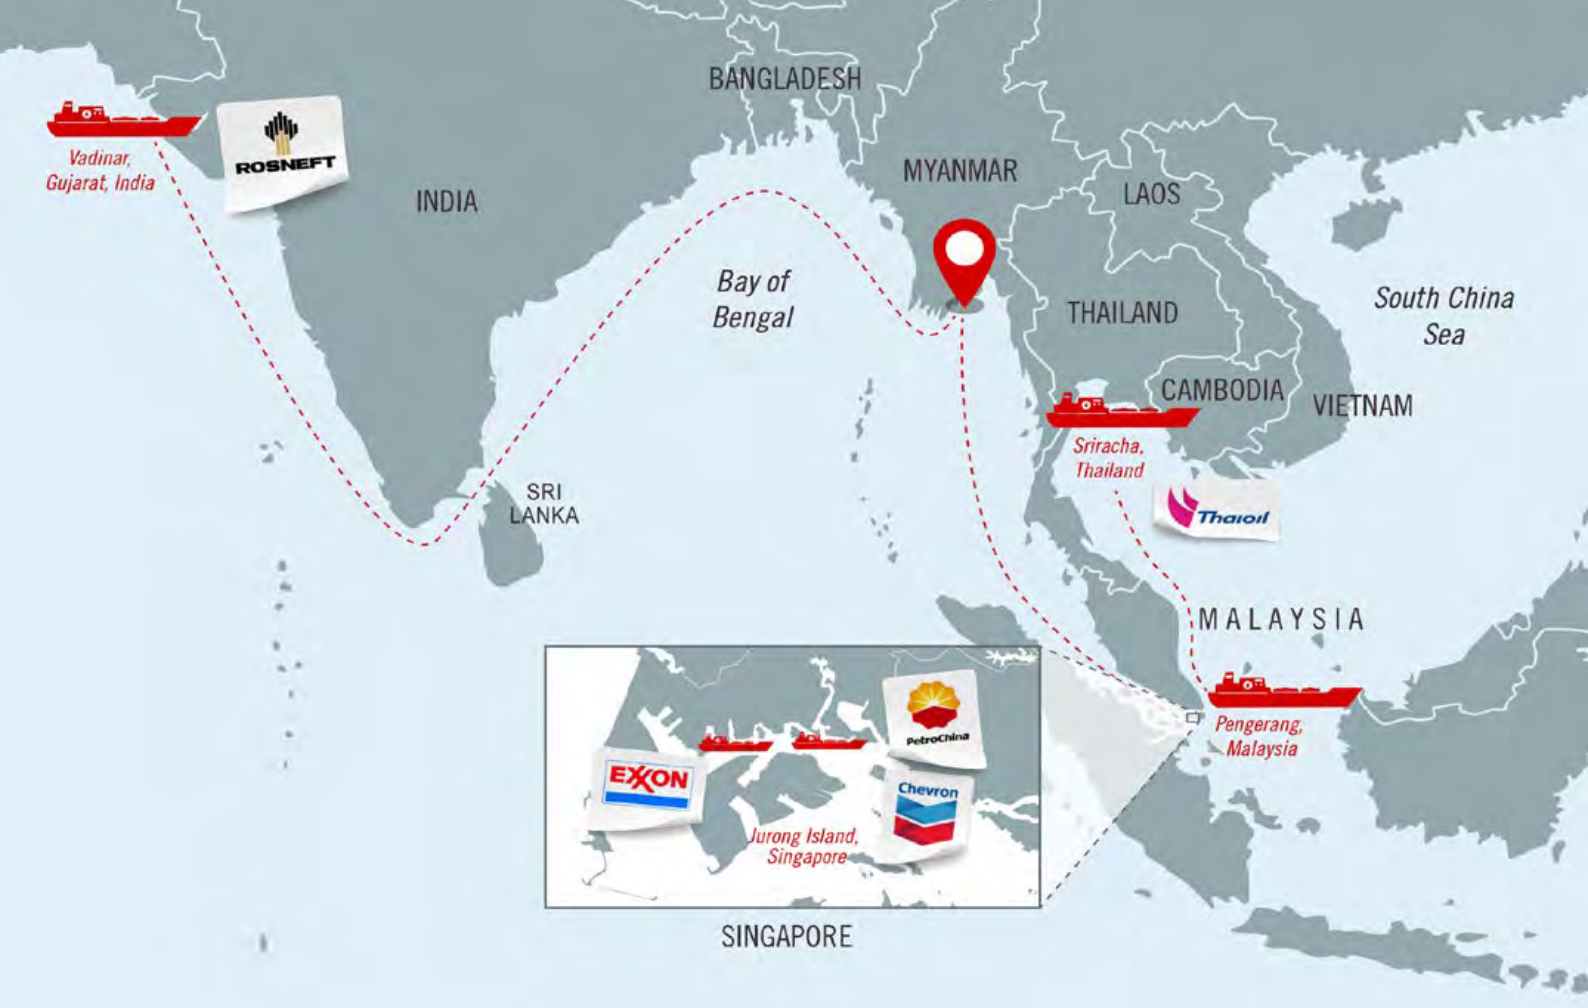 BANGLADESH
Vadinar,
Gujarat, India
ROSNEFT
INDIA
MYANMAR
LAOS
Bay of
Bengal
THAILAND
South China
Sea
CAMBODIA
VIETNAM
Sriracha,
Thailand
Thaioil
SRI
LANKA
MALAYSIA
Pengerang,
Malaysia
PetroChina
EXXON
Chevron
Jurong Island,
Singapore
SINGAPORE